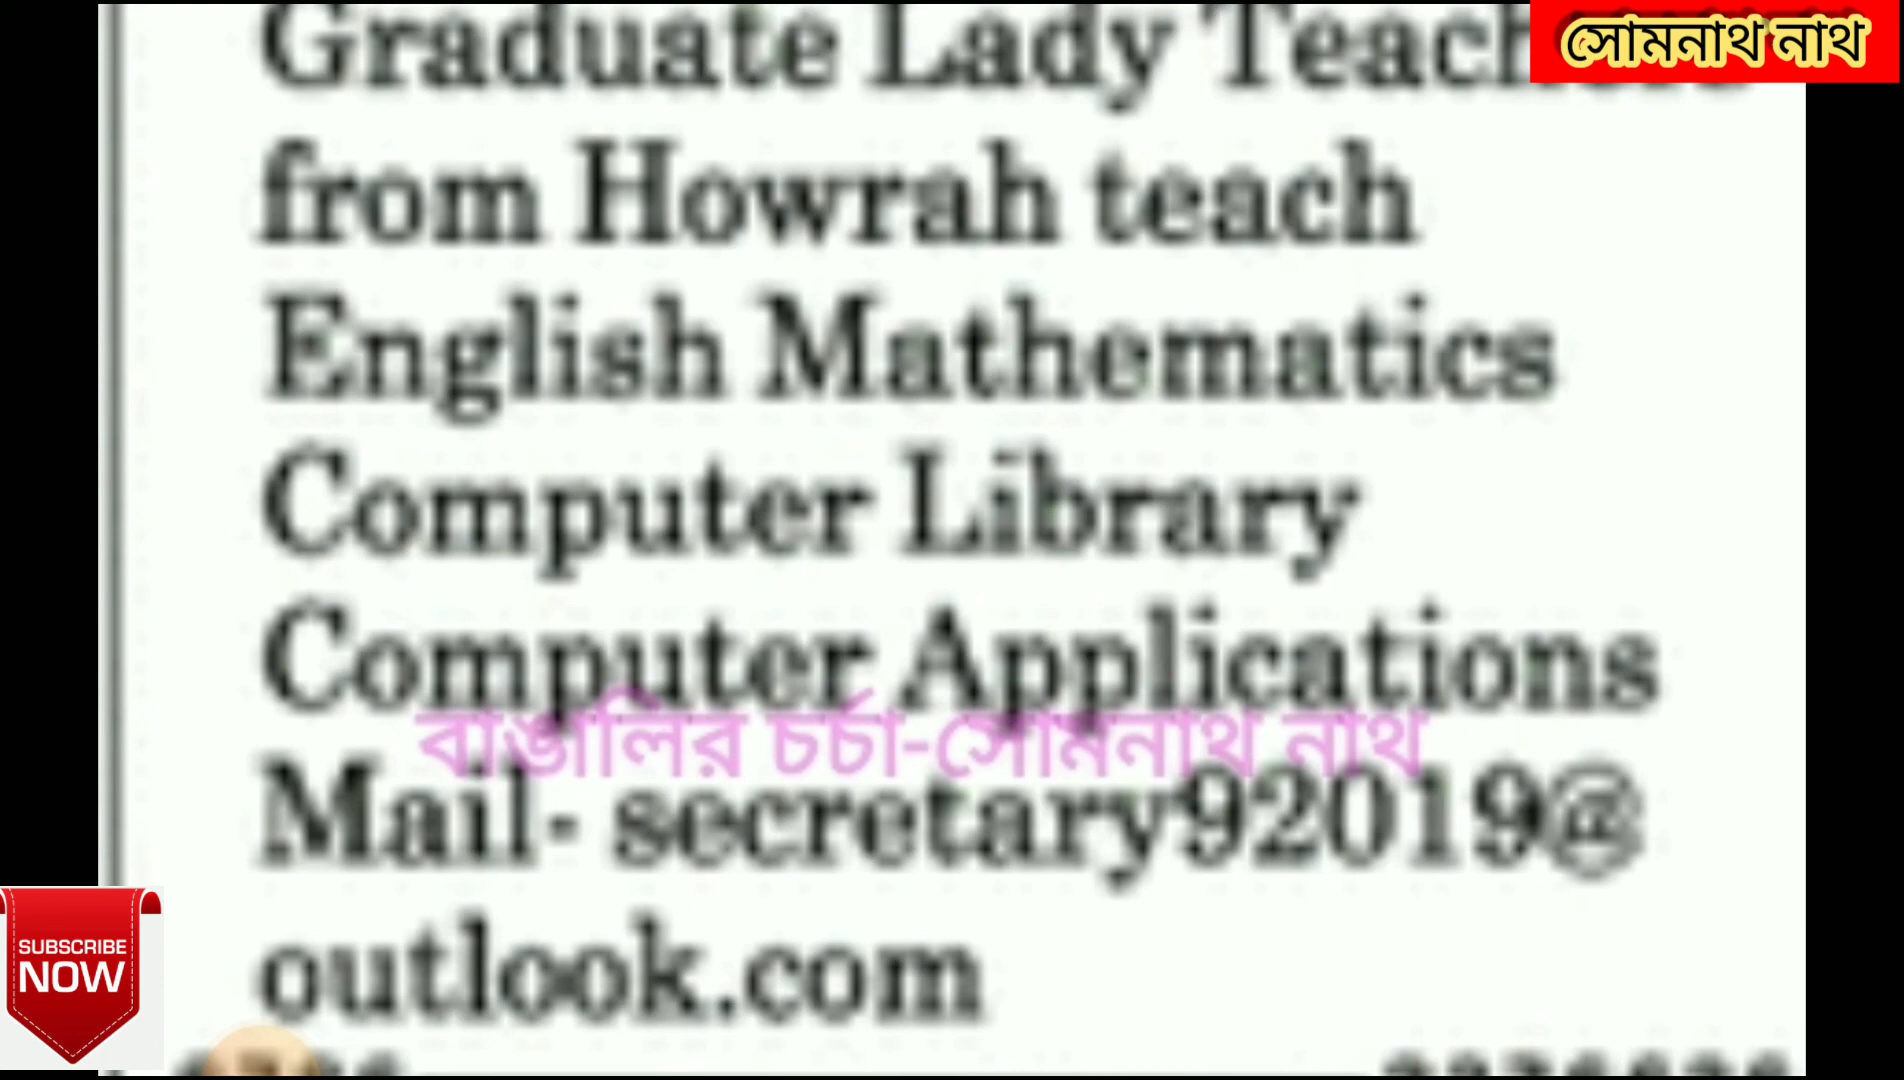 Graduate Lady Teachers
সোমনাথ নাথ
from Howrah teach
English Mathematics
Computer Library
Computer Applications
বাঙালির চর্চা-সোমনাথ নাথ
Mail- secretary92019@
outlook.com
SUBSCRIBE
NOW